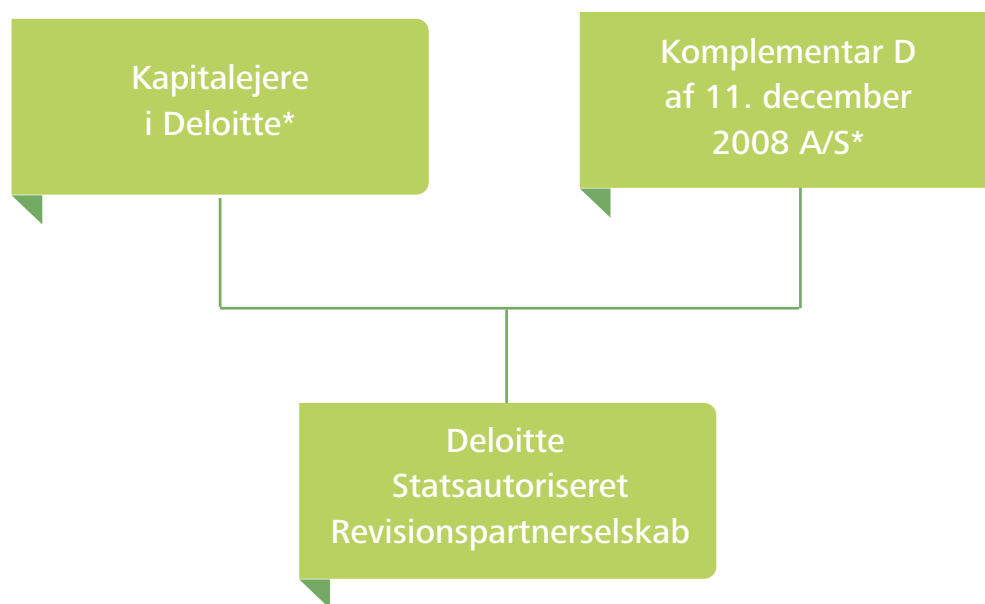 Kapitalejere
i Deloitte*
Komplementar D
af 11. december
2008 A/S*
Deloitte
Statsautoriseret
Revisionspartnerselskab